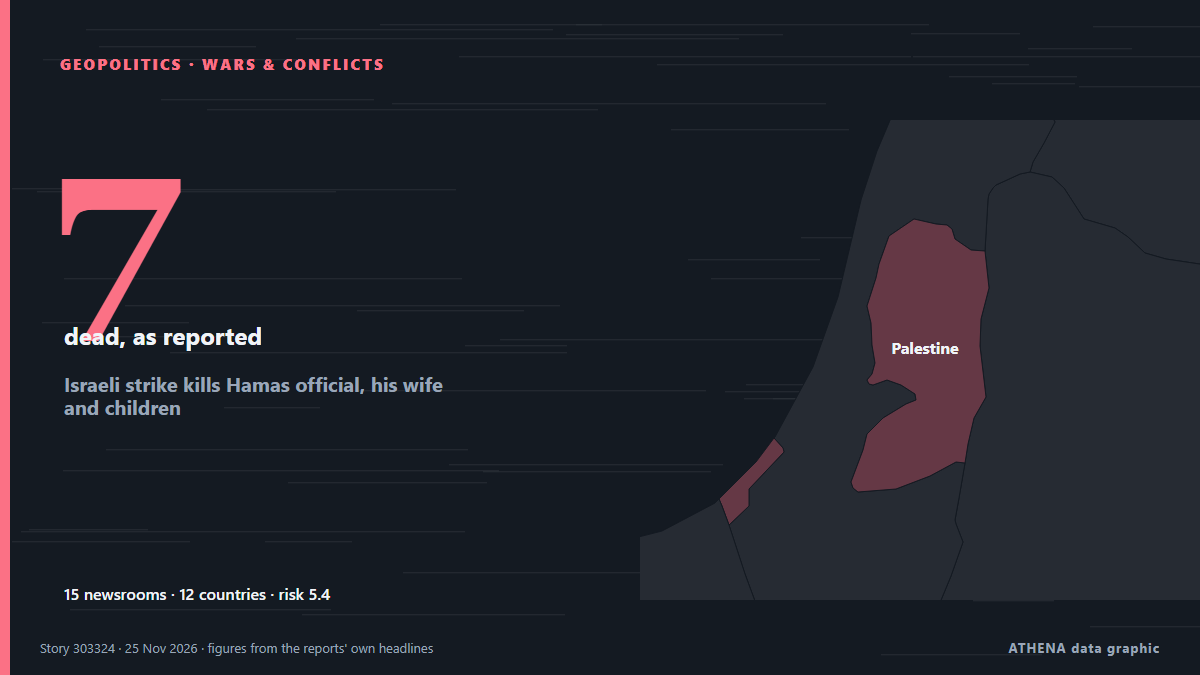 GEOPOLITICS · WARS & CONFLICTS
7
dead, as reported
Israeli strike kills Hamas official, his wife
and children
Palestine
15 newsrooms · 12 countries · risk 5.4
Story 303324 · 25 Nov 2026 · figures from the reports' own headlines
ATHENA data graphic